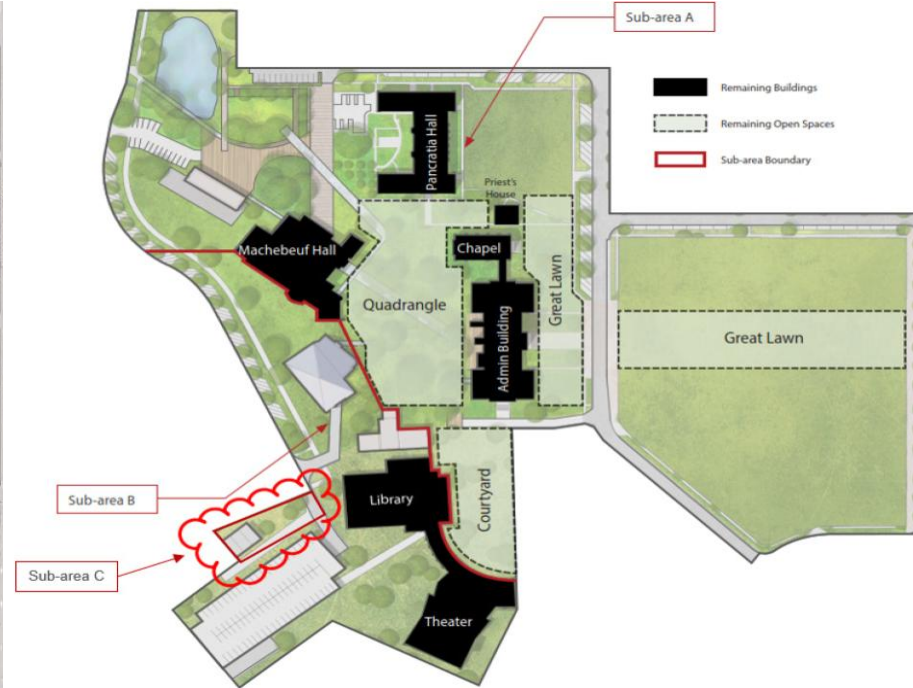 Sub-area A
Remaining Buildings
Remaining Open Spaces
Sub-area Boundary
Pancratia Hall
Priest's
House
Machebeuf Hall
Chapel
Quadrangle
Great Lawn
Admin Building
Great Lawn
Sub-area B
Library
Courtyard
Sub-area C
Theater